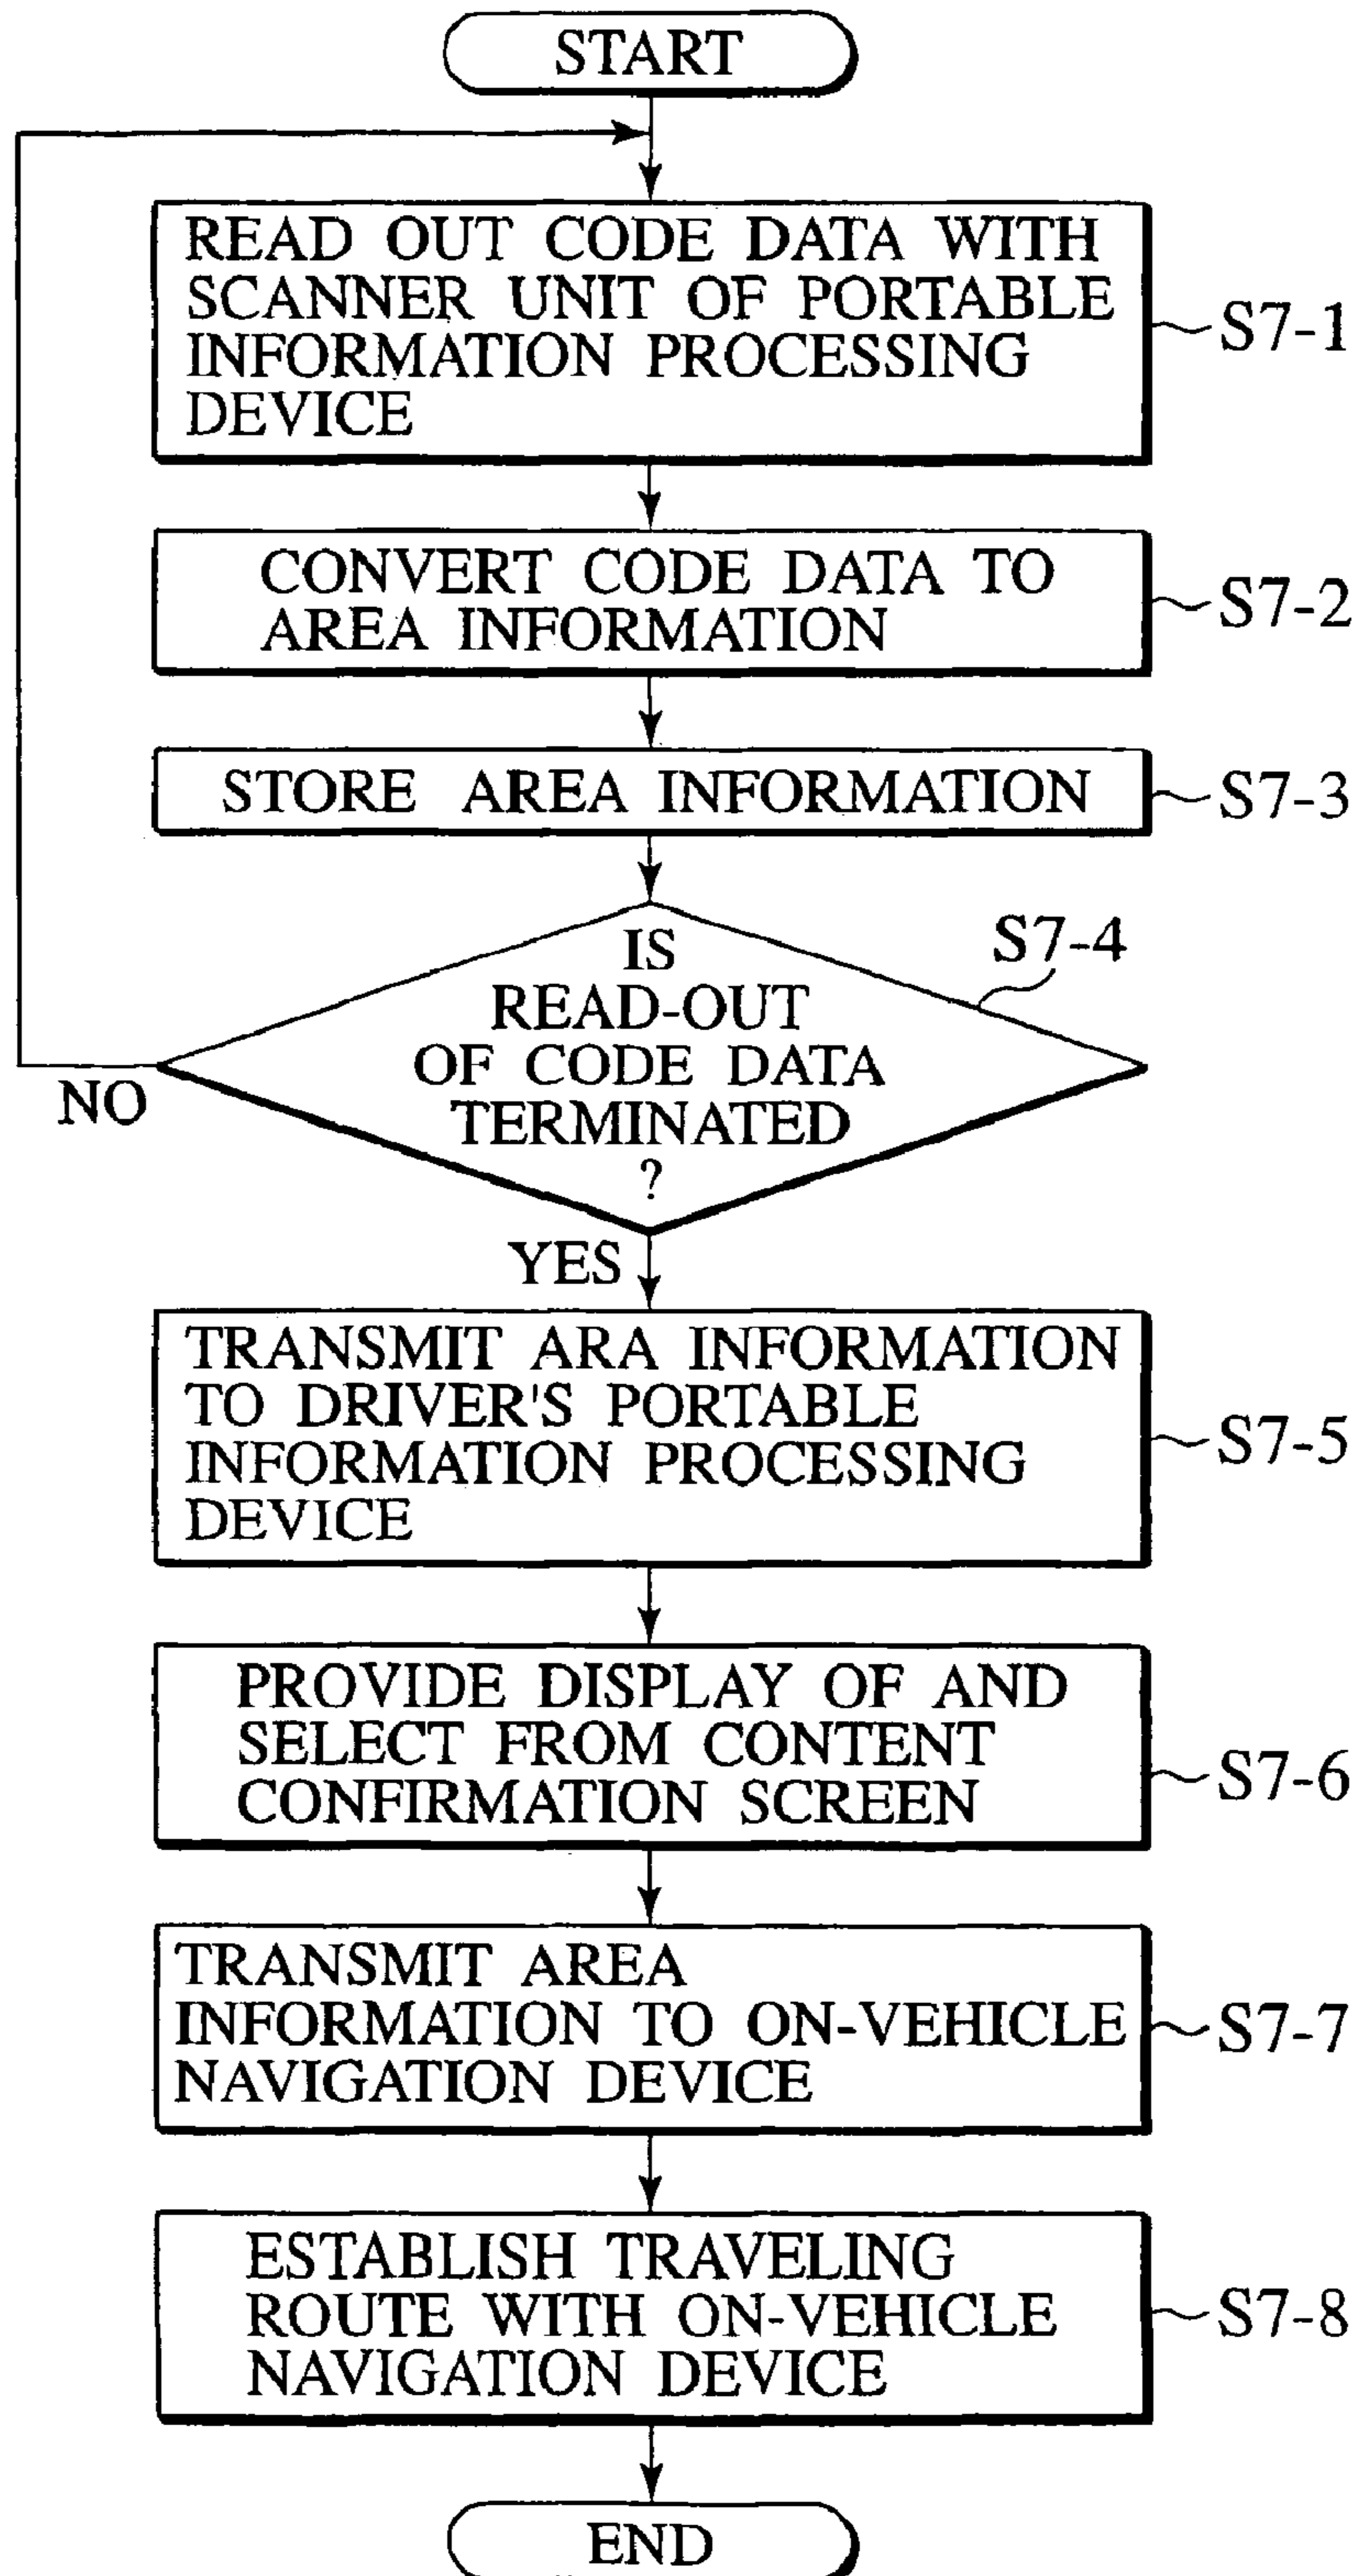 START
READ OUT CODE DATA WITH
SCANNER UNIT OF PORTABLE
INFORMATION PROCESSING
DEVICE
S7-1
CONVERT CODE DATA TO
AREA INFORMATION
S7-2
STORE AREA INFORMATION
S7-3
IS
READ-OUT
OF CODE DATA
TERMINATED
?
S7-4
NO
YES
TRANSMIT ARA INFORMATION
TO DRIVER'S PORTABLE
INFORMATION PROCESSING
DEVICE
S7-5
PROVIDE DISPLAY OF AND
SELECT FROM CONTENT
CONFIRMATION SCREEN
S7-6
TRANSMIT AREA
INFORMATION TO ON-VEHICLE
NAVIGATION DEVICE
S7-7
ESTABLISH TRAVELING
ROUTE WITH ON-VEHICLE
NAVIGATION DEVICE
S7-8
END